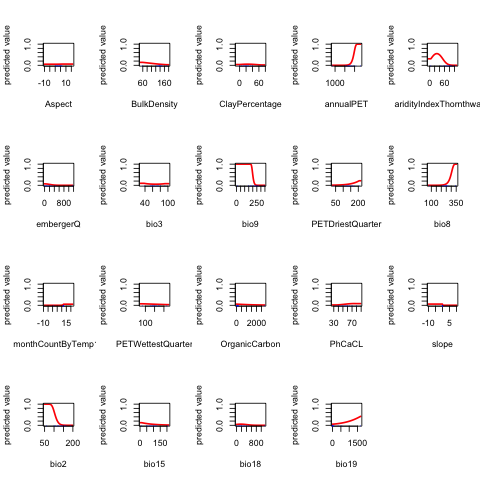 predicted value 0.0 1.0 -10 10 Aspect
predicted value 0.0 1.0 60 160 BulkDensity
predicted value 0.0 1.0 0 60 ClayPercentage
predicted value 0.0 1.0 1000 annualPET
predicted value 0.0 1.0 0 60 aridityIndexThornthwa
predicted value 0.0 1.0 0 800 embergerQ
predicted value 0.0 1.0 40 100 bio3
predicted value 0.0 1.0 0 250 bio9
predicted value 0.0 1.0 50 200 PETDriestQuarter
predicted value 0.0 1.0 100 350 bio8
predicted value 0.0 1.0 -10 15 monthCountByTemp
predicted value 0.0 1.0 100 PETWettestQuarter
predicted value 0.0 1.0 0 2000 OrganicCarbon
predicted value 0.0 1.0 30 70 PhCaCL
predicted value 0.0 1.0 -10 5 slope
predicted value 0.0 1.0 50 200 bio2
predicted value 0.0 1.0 0 150 bio15
predicted value 0.0 1.0 0 800 bio18
predicted value 0.0 1.0 0 1500 bio19